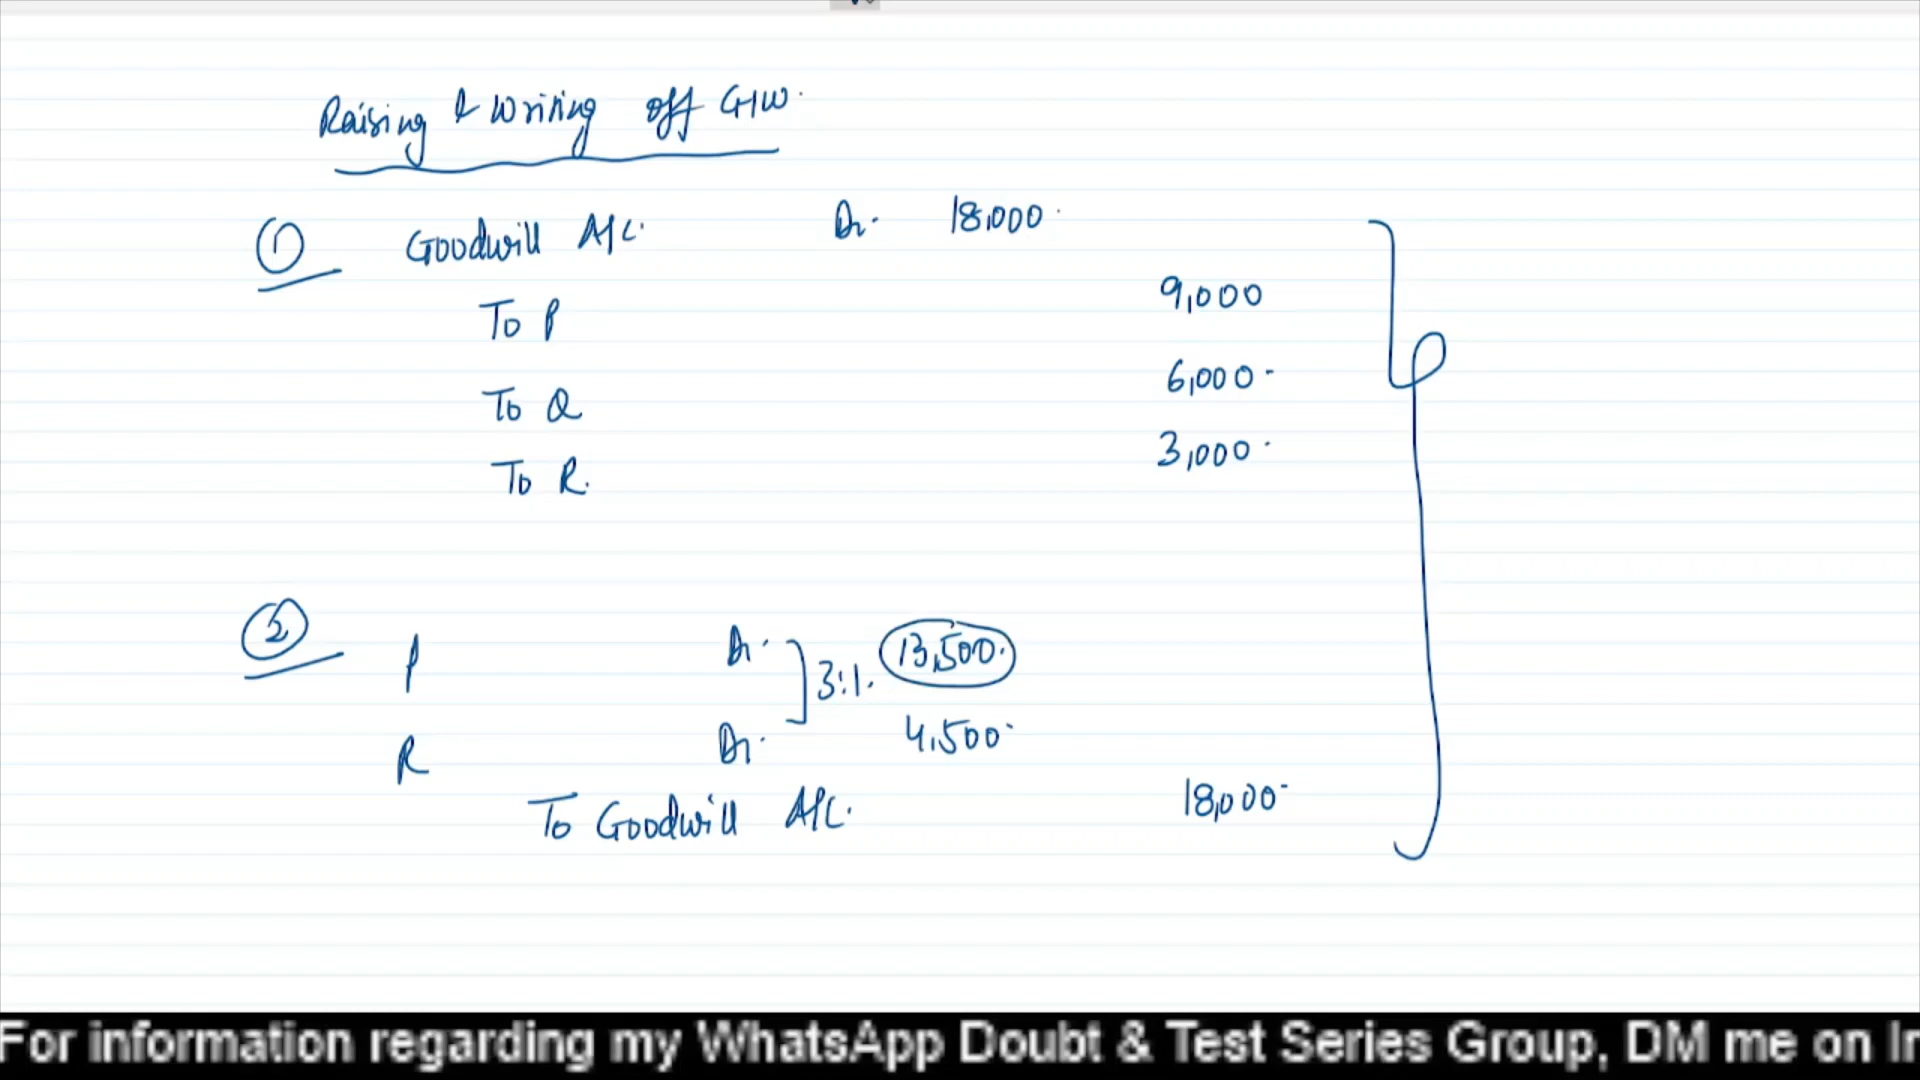 Raising & Writing off G/W.
① Goodwill A/c. Dr. 18,000
To P 9,000
To Q 6,000
To R. 3,000
② P Dr. 13,500
3:1.
R Dr. 4,500
To Goodwill A/c. 18,000
For information regarding my WhatsApp Doubt & Test Series Group, DM me on In